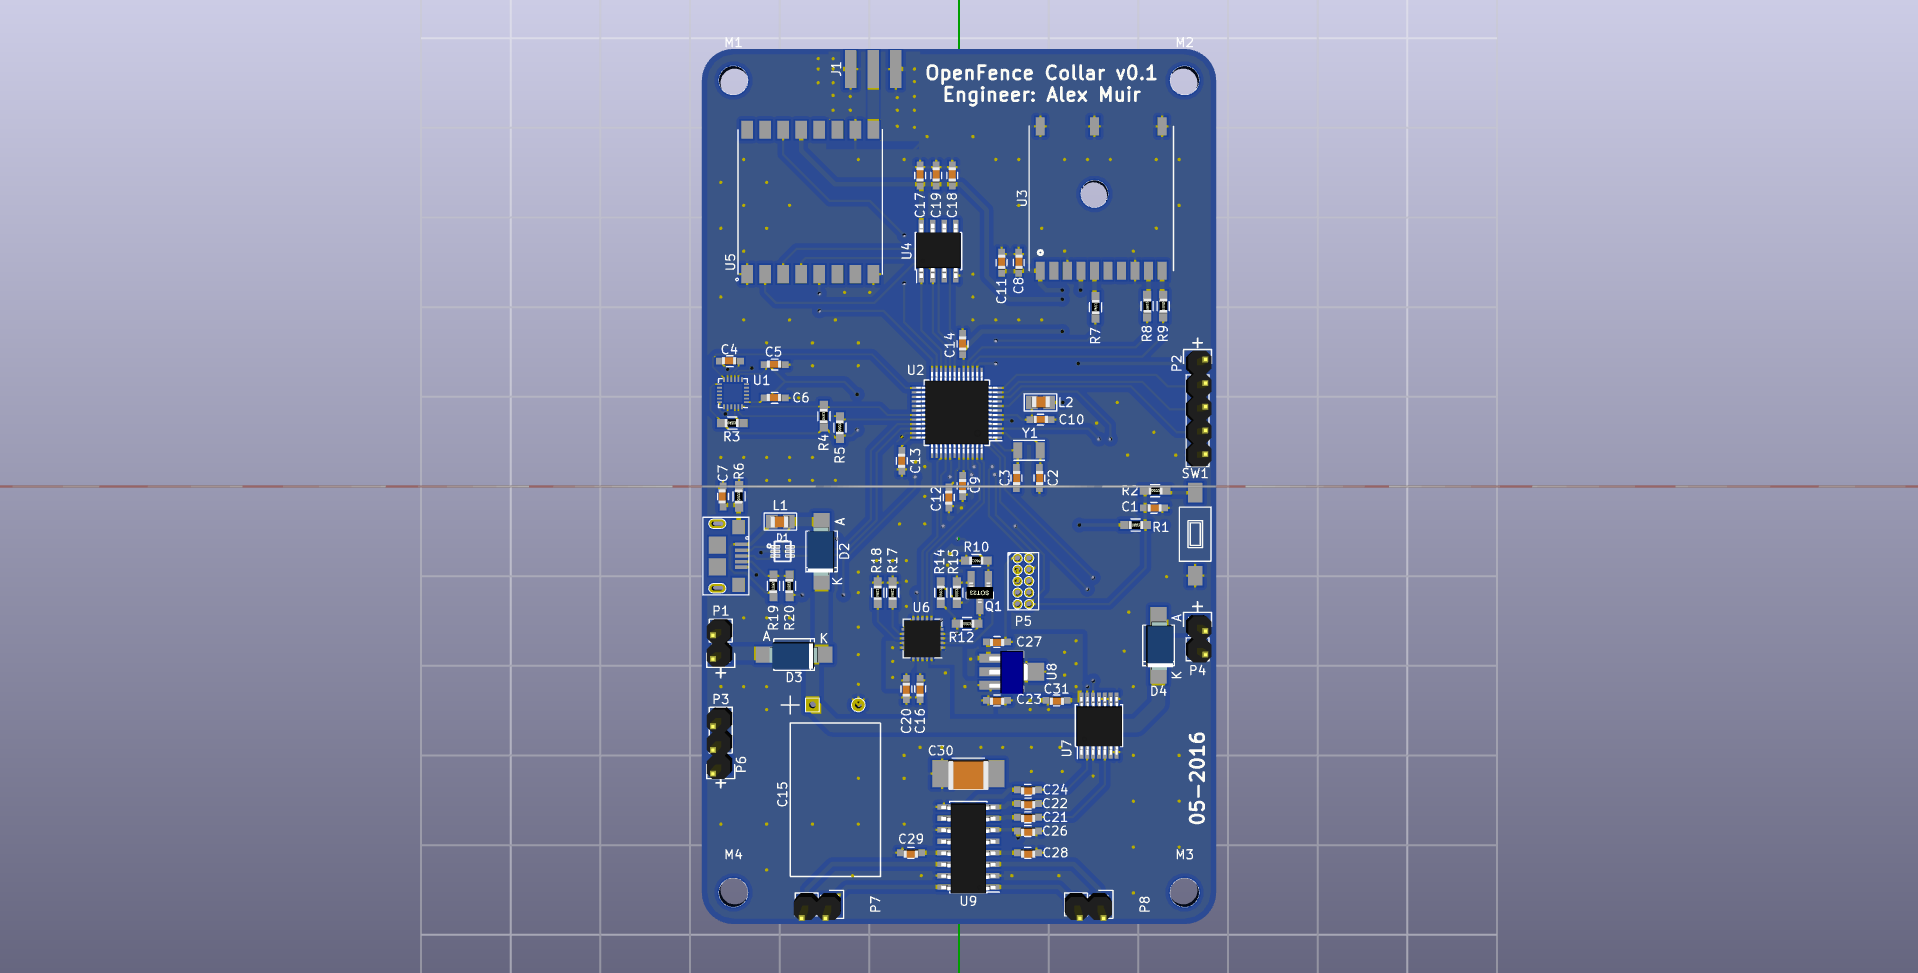 M1
M2
J1
OpenFence Collar v0.1
Engineer: Alex Muir
U5
C17
C19
C18
U4
U3
C11
C8
R7
R8
R9
C14
P2
+
C4
C5
U1
C6
R3
R4
R5
U2
L2
C10
Y1
C13
C3
C2
C12
C9
SW1
C7
R6
R2
C1
R1
L1
D1
A
D2
K
R19
R20
R18
R17
R14
R15
R10
SOT23
Q1
P5
U6
R12
P1
+
A
K
D3
+
A
K
D4
P4
C27
U8
C23
C31
C20
C16
P3
P6
+
+
C15
U7
05-2016
C30
C24
C22
C21
C26
C28
C29
U9
M4
M3
P7
P8